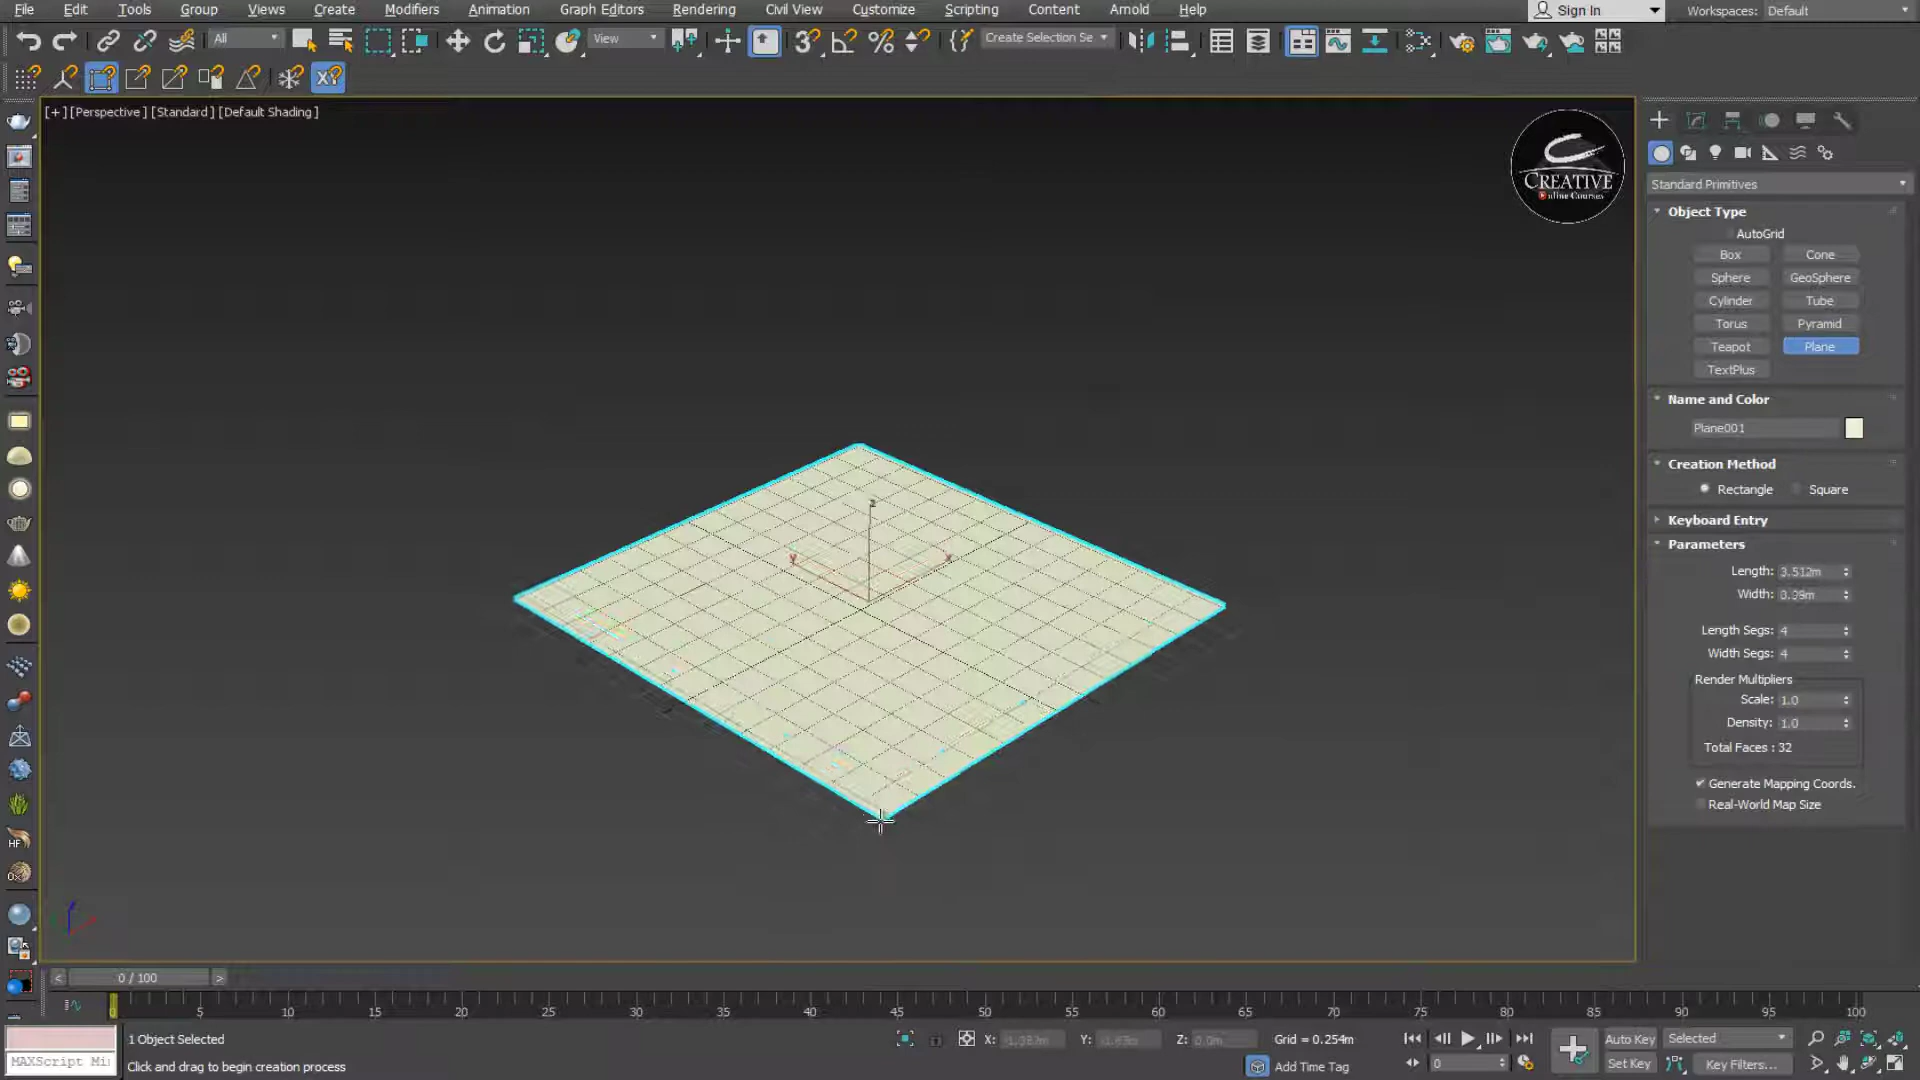 File Edit Tools Group Views Create Modifiers Animation Graph Editors Rendering Civil View Customize Scripting Content Arnold Help Sign In Workspaces: Default
All View Create Selection Se
[+] [Perspective] [Standard] [Default Shading]
CREATIVE
Online Courses
Standard Primitives
Object Type
AutoGrid
Box Cone
Sphere GeoSphere
Cylinder Tube
Torus Pyramid
Teapot Plane
TextPlus
Name and Color
Plane001
Creation Method
Rectangle Square
Keyboard Entry
Parameters
Length: 3.512m
Width:
Length Segs: 4
Width Segs: 4
Render Multipliers
Scale: 1.0
Density: 1.0
Total Faces : 32
Generate Mapping Coords.
Real-World Map Size
z
y x
HF
0 / 100
0 5 10 15 20 25 30 35 40 45 50 55 60 65 70 75 80 85 90 95 100
1 Object Selected X: Y: Z: 0.0m Grid = 0.254m Auto Key Selected
MAXScript Mi Click and drag to begin creation process Add Time Tag 0 Set Key Key Filters...